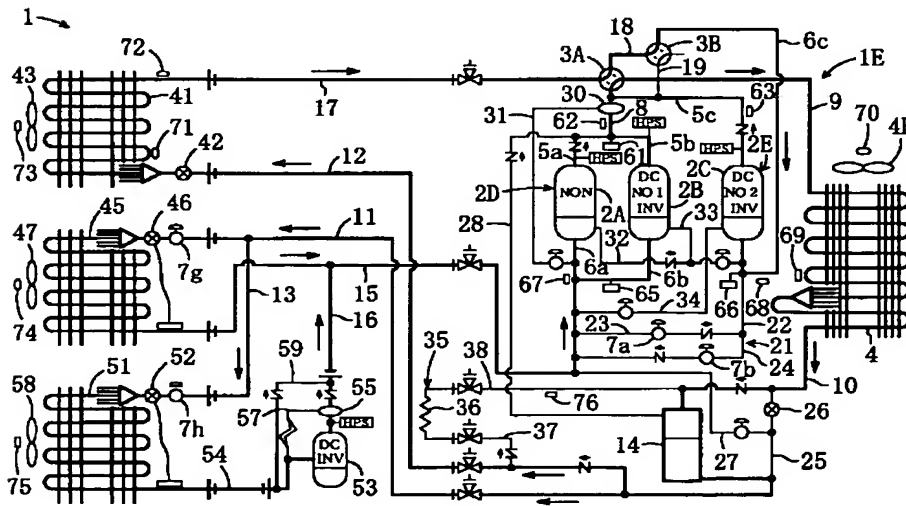 1
72
18
3B
6c
3A
1E
43
41
17
19
63
70
30
5c
9
31
8
62
HPS
4F
71
42
61
5b
2E
73
12
5a
HPS
HPS
2C
2D
NON
DC
NO 1
INV
2B
DC
NO 2
INV
2A
45
46
11
28
33
47
32
69
7g
6a
6b
67
65
66
68
15
13
34
74
16
22
23
7a
21
24
4
51
52
59
35
38
7b
10
58
55
57
36
76
26
7h
HPS
37
14
DC
INV
27
25
75
54
53